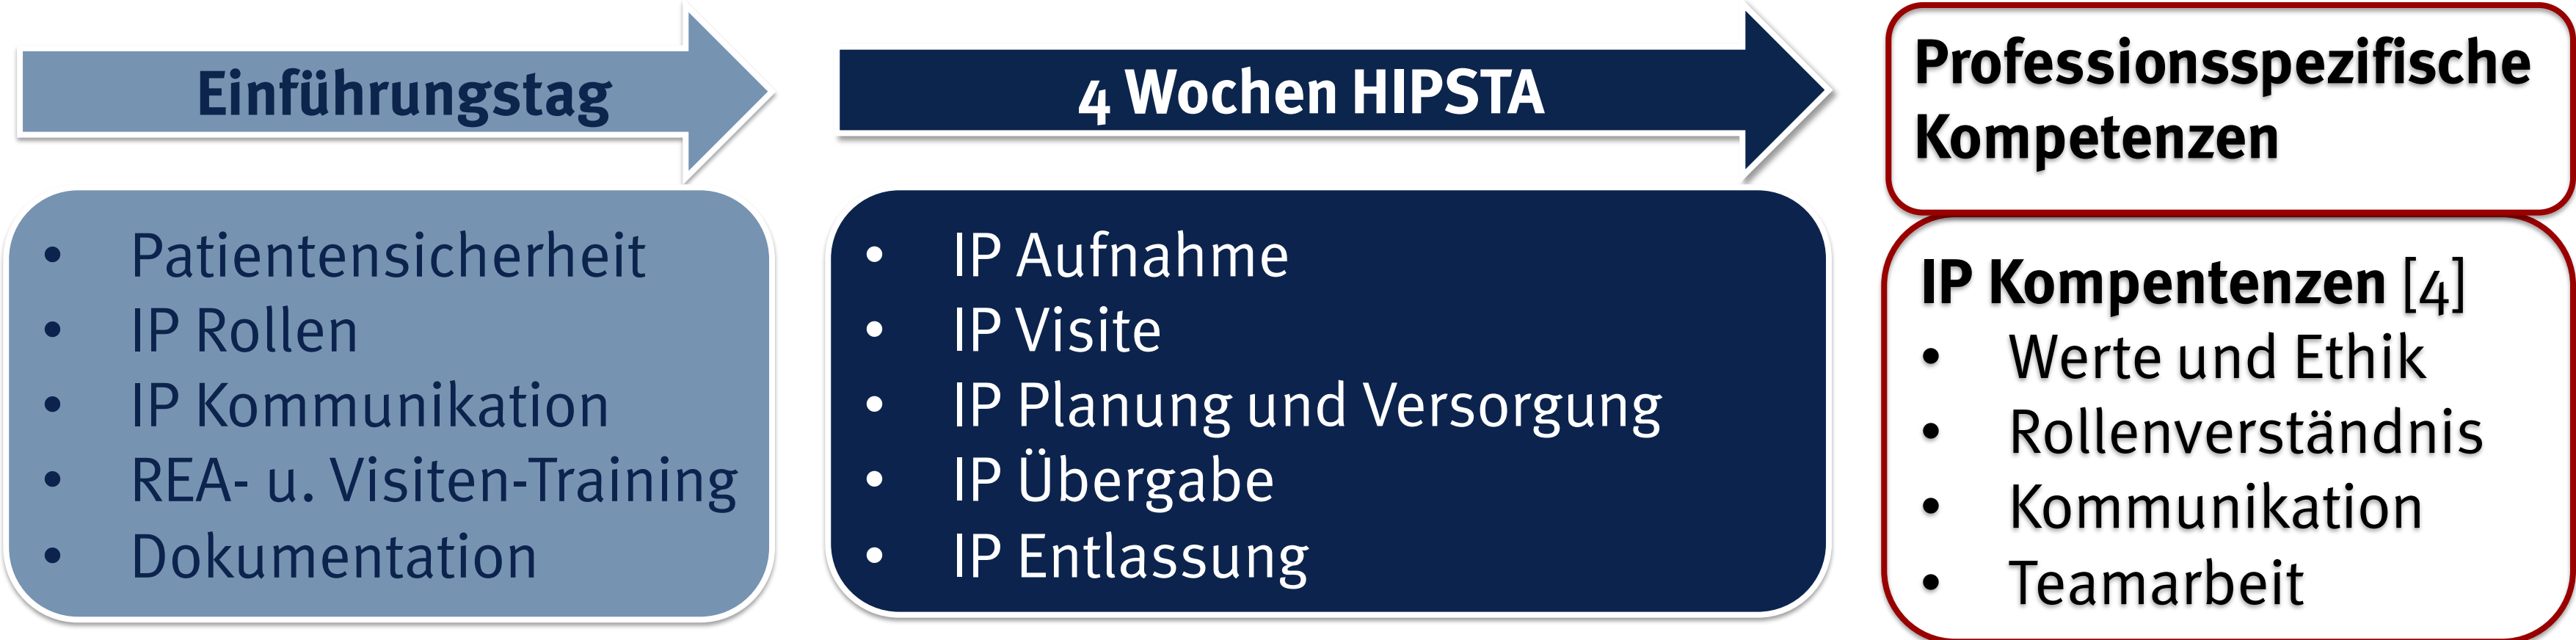 Einführungstag
• Patientensicherheit
• IP Rollen
• IP Kommunikation
• REA- u. Visiten-Training
• Dokumentation
4 Wochen HIPSTA
• IP Aufnahme
• IP Visite
• IP Planung und Versorgung
• IP Übergabe
• IP Entlassung
Professionsspezifische
Kompetenzen
IP Kompentenzen [4]
• Werte und Ethik
• Rollenverständnis
• Kommunikation
• Teamarbeit